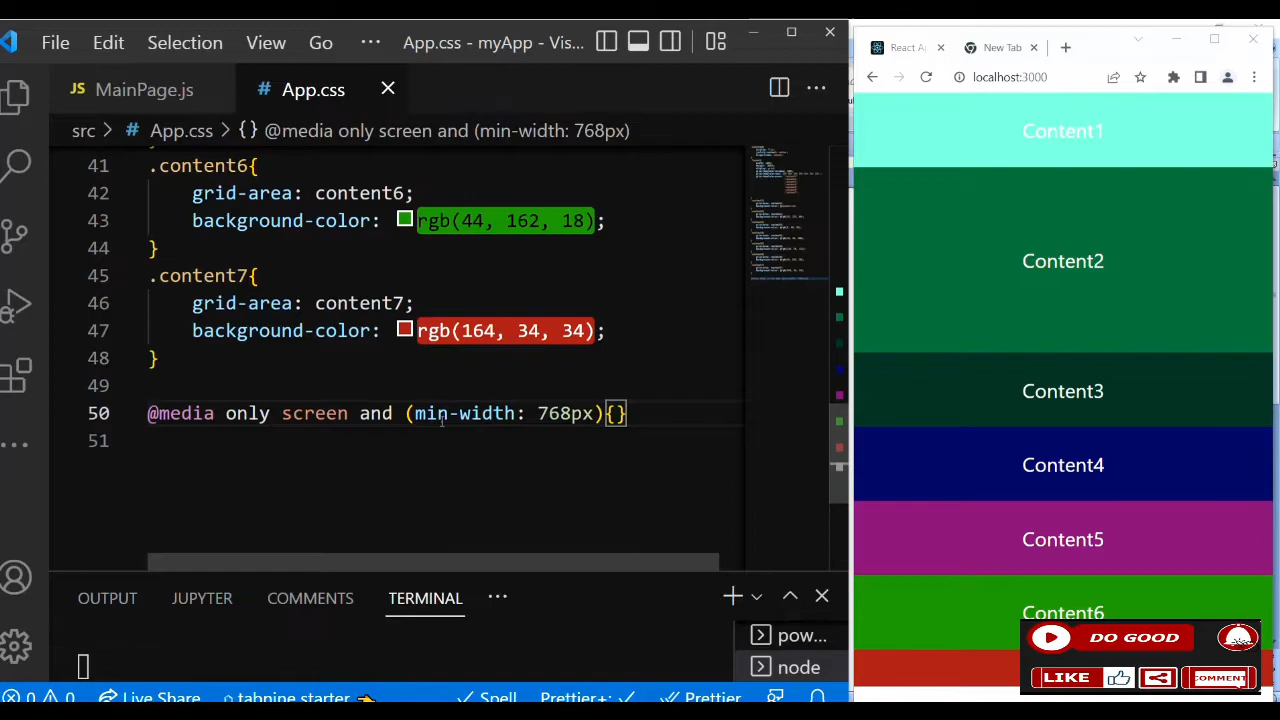 File Edit Selection View Go ··· App.css - myApp - Vis...
JS MainPage.js
# App.css
src > # App.css > {} @media only screen and (min-width: 768px)
41 .content6{
42 grid-area: content6;
43 background-color: rgb(44, 162, 18);
44 }
45 .content7{
46 grid-area: content7;
47 background-color: rgb(164, 34, 34);
48 }
49
50 @media only screen and (min-width: 768px){}
51
OUTPUT JUPYTER COMMENTS TERMINAL ···
pow...
node
0 0 Live Share tabnine starter Spell Prettier+: Prettier
React Ap
New Tab
localhost:3000
Content1
Content2
Content3
Content4
Content5
Content6
DO GOOD
LIKE COMMENT